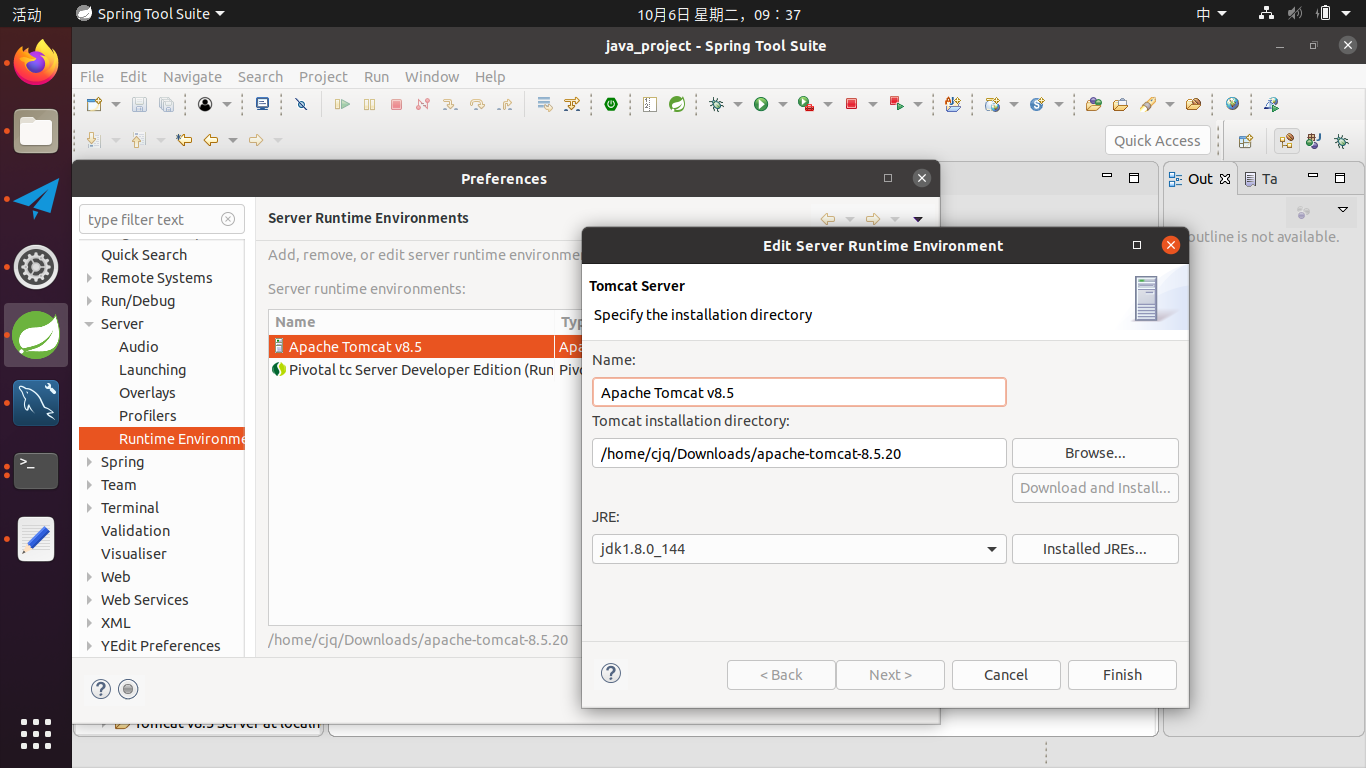 活动
Spring Tool Suite
10月6日 星期二，09：37
中
java_project - Spring Tool Suite
File Edit Navigate Search Project Run Window Help
Quick Access
Preferences
type filter text
Quick Search
Remote Systems
Run/Debug
Server
Audio
Launching
Overlays
Profilers
Runtime Environme
Spring
Team
Terminal
Validation
Visualiser
Web
Web Services
XML
YEdit Preferences
Server Runtime Environments
Add, remove, or edit server runtime environmen
Server runtime environments:
Name Typ
Apache Tomcat v8.5 Apa
Pivotal tc Server Developer Edition (Run Pivo
/home/cjq/Downloads/apache-tomcat-8.5.20
Out Ta
outline is not available.
Edit Server Runtime Environment
Tomcat Server
Specify the installation directory
Name:
Apache Tomcat v8.5
Tomcat installation directory:
/home/cjq/Downloads/apache-tomcat-8.5.20 Browse...
Download and Install...
JRE:
jdk1.8.0_144 Installed JREs...
< Back Next > Cancel Finish
Tomcat v8.5 Server at localh